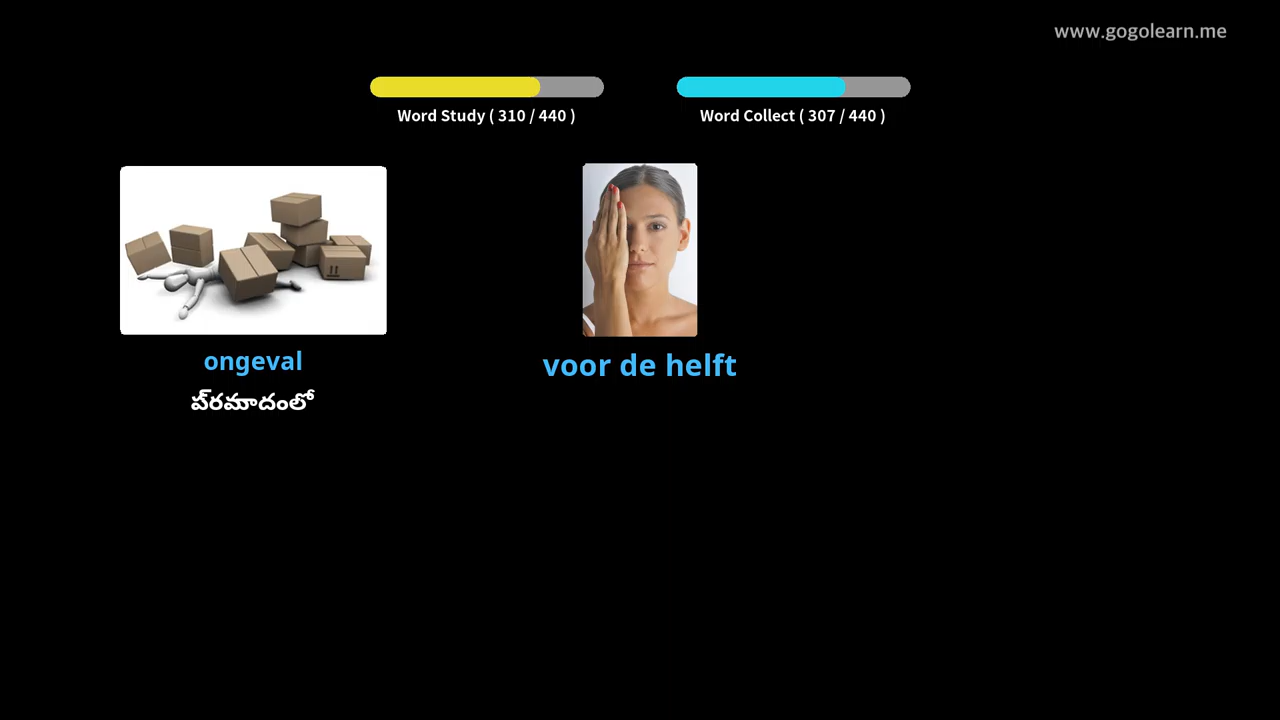 www.gogolearn.me
Word Study ( 310 / 440 )
Word Collect ( 307 / 440 )
ongeval
ప్రమాదంలో
voor de helft